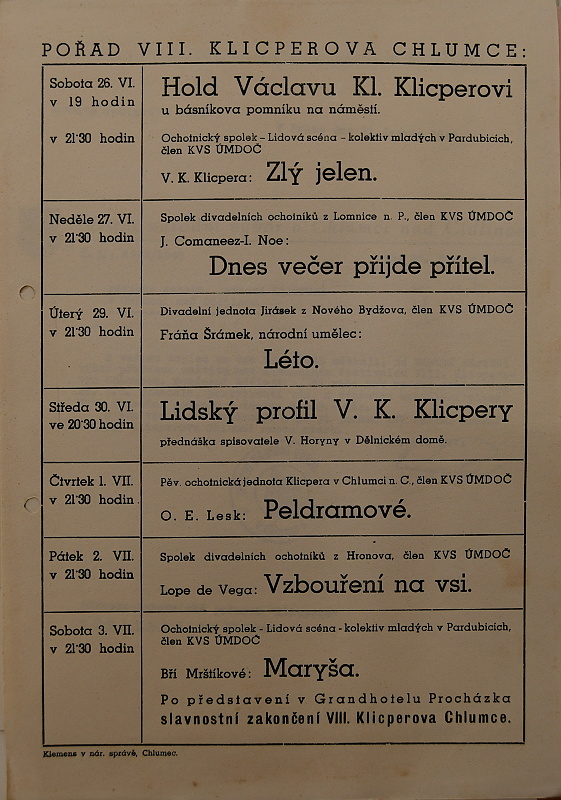 POŘAD VIII. KLICPEROVA CHLUMCE:
Sobota 26. VI.
v 19 hodin
Hold Václavu Kl. Klicperovi
u básníkova pomníku na náměstí.
v 21˙30 hodin
Ochotnický spolek - Lidová scéna - kolektiv mladých v Pardubicích,
člen KVS ÚMDOČ
V. K. Klicpera: Zlý jelen.
Neděle 27. VI.
v 21˙30 hodin
Spolek divadelních ochotníků z Lomnice n. P., člen KVS ÚMDOČ
J. Comaneez-I. Noe:
Dnes večer přijde přítel.
Úterý 29. VI.
v 21˙30 hodin
Divadelní jednota Jirásek z Nového Bydžova, člen KVS ÚMDOČ
Fráňa Šrámek, národní umělec:
Léto.
Středa 30. VI.
ve 20˙30 hodin
Lidský profil V. K. Klicpery
přednáška spisovatele V. Horyny v Dělnickém domě.
Čtvrtek 1. VII.
v 21˙30 hodin.
Pěv. ochotnická jednota Klicpera v Chlumci n. C., člen KVS ÚMDOČ
O. E. Lesk: Peldramové.
Pátek 2. VII.
v 21˙30 hodin
Spolek divadelních ochotníků z Hronova, člen KVS ÚMDOČ
Lope de Vega: Vzbouření na vsi.
Sobota 3. VII.
v 21˙30 hodin
Ochotnický spolek - Lidová scéna - kolektiv mladých v Pardubicích,
člen KVS ÚMDOČ
Bří Mrštíkové: Maryša.
Po představení v Grandhotelu Procházka
slavnostní zakončení VIII. Klicperova Chlumce.
Klemens v nár. správě, Chlumec.